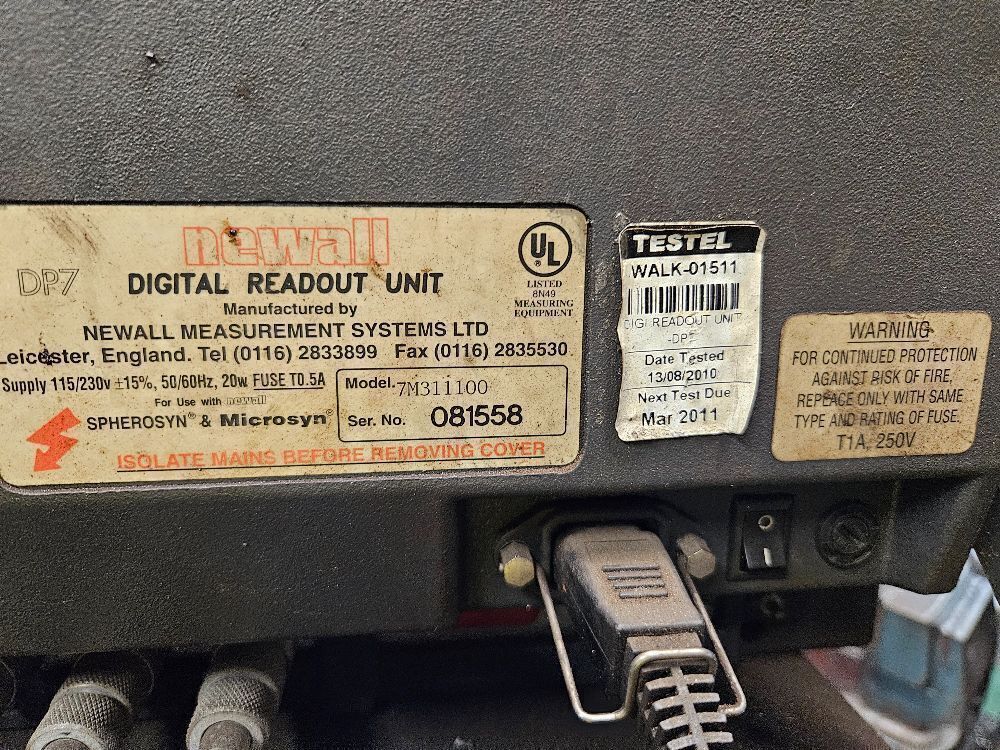 newall
DP7
DIGITAL READOUT UNIT
Manufactured by
NEWALL MEASUREMENT SYSTEMS LTD
Leicester, England. Tel (0116) 2833899 Fax (0116) 2835530
Supply 115/230v ±15%, 50/60Hz, 20w FUSE T0.5A
For Use with newall
SPHEROSYN® & Microsyn®
Model. 7M311100
Ser. No. 081558
ISOLATE MAINS BEFORE REMOVING COVER
UL
®
LISTED
8N49
MEASURING
EQUIPMENT
TESTEL
WALK-01511
DIGI READOUT UNIT
-DP7
Date Tested
13/08/2010
Next Test Due
Mar 2011
WARNING
FOR CONTINUED PROTECTION
AGAINST RISK OF FIRE,
REPLACE ONLY WITH SAME
TYPE AND RATING OF FUSE.
T1A, 250V